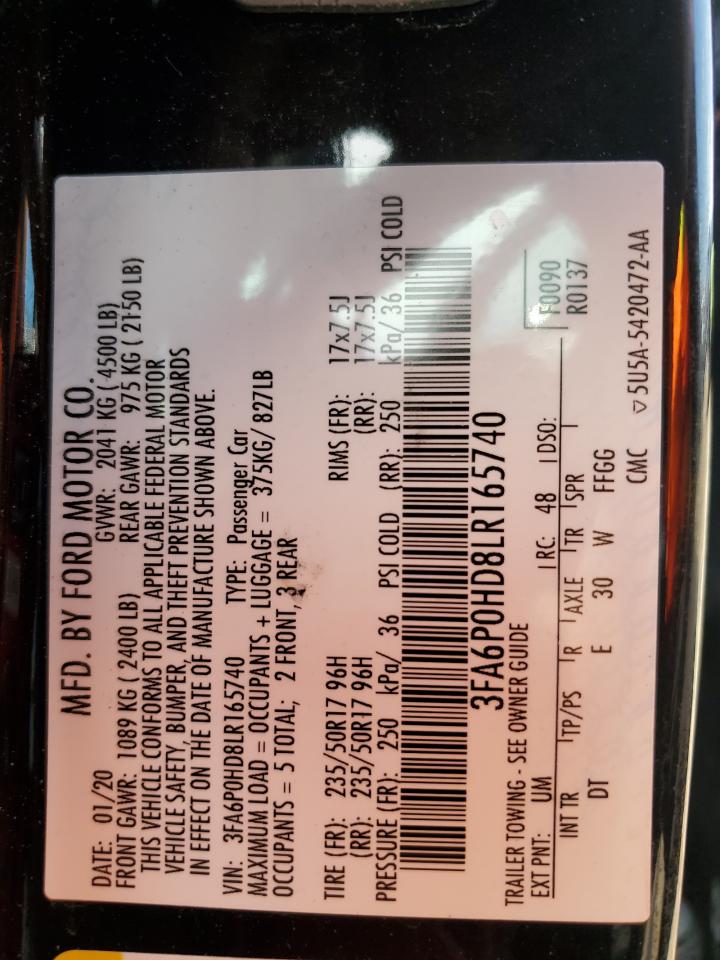 MFD. BY FORD MOTOR CO.
DATE: 01/20 GVWR: 2041 KG ( 4500 LB)
FRONT GAWR: 1089 KG ( 2400 LB) REAR GAWR: 975 KG ( 2150 LB)
THIS VEHICLE CONFORMS TO ALL APPLICABLE FEDERAL MOTOR
VEHICLE SAFETY, BUMPER, AND THEFT PREVENTION STANDARDS
IN EFFECT ON THE DATE OF MANUFACTURE SHOWN ABOVE.
VIN: 3FA6P0HD8LR165740 TYPE: Passenger Car
MAXIMUM LOAD = OCCUPANTS + LUGGAGE = 375KG/ 827LB
OCCUPANTS = 5 TOTAL; 2 FRONT, 3 REAR
TIRE (FR): 235/50R17 96H RIMS (FR): 17x7.5J
(RR): 235/50R17 96H (RR): 17x7.5J
PRESSURE (FR): 250 kPa/ 36 PSI COLD (RR): 250 kPa/ 36 PSI COLD
3FA6P0HD8LR165740
TRAILER TOWING - SEE OWNER GUIDE F0090
EXT PNT: UM RC: 48 DSO: R0137
INT TR TP/PS R AXLE TR SPR
DT E 30 W FFGG
CMC ▽ 5U5A-5420472-AA